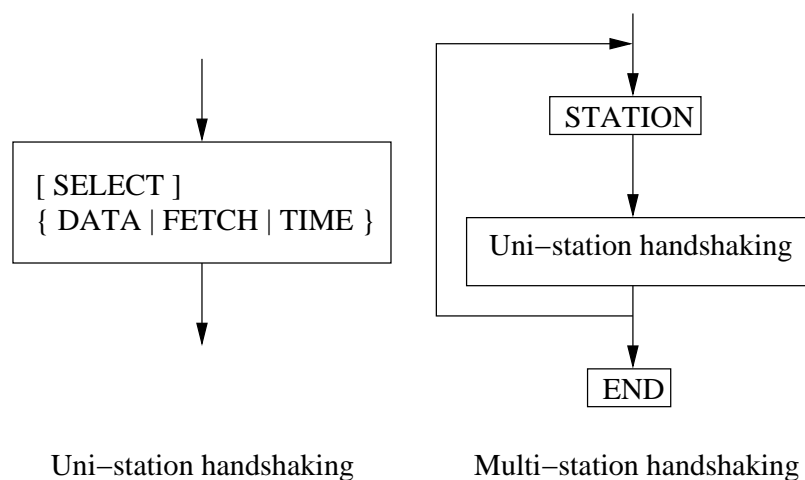 [ SELECT ]
{ DATA | FETCH | TIME }
Uni−station handshaking
STATION
Uni−station handshaking
END
Multi−station handshaking